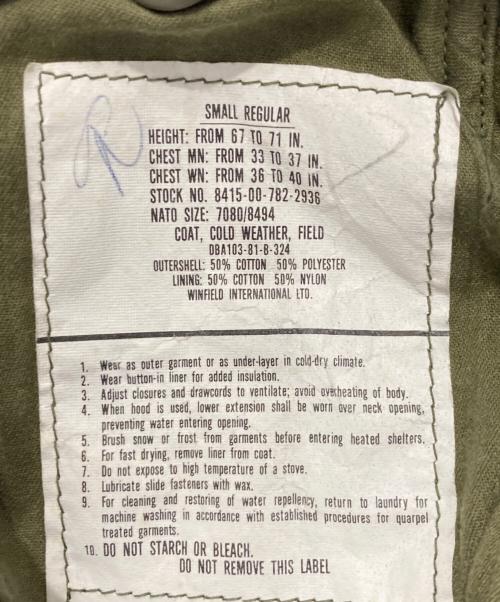 SMALL REGULAR
HEIGHT: FROM 67 TO 71 IN.
CHEST MN: FROM 33 TO 37 IN.
CHEST WN: FROM 36 TO 40 IN.
STOCK NO. 8415-00-782-2936
NATO SIZE: 7080/8494
COAT, COLD WEATHER, FIELD
DBA103-81-B-324
OUTERSHELL: 50% COTTON 50% POLYESTER
LINING: 50% COTTON 50% NYLON
WINFIELD INTERNATIONAL LTD.
1. Wear as outer garment or as under-layer in cold-dry climate.
2. Wear button-in liner for added insulation.
3. Adjust closures and drawcords to ventilate; avoid overheating of body.
4. When hood is used, lower extension shall be worn over neck opening,
preventing water entering opening.
5. Brush snow or frost from garments before entering heated shelters.
6. For fast drying, remove liner from coat.
7. Do not expose to high temperature of a stove.
8. Lubricate slide fasteners with wax.
9. For cleaning and restoring of water repellency, return to laundry for
machine washing in accordance with established procedures for quarpel
treated garments.
10. DO NOT STARCH OR BLEACH.
DO NOT REMOVE THIS LABEL